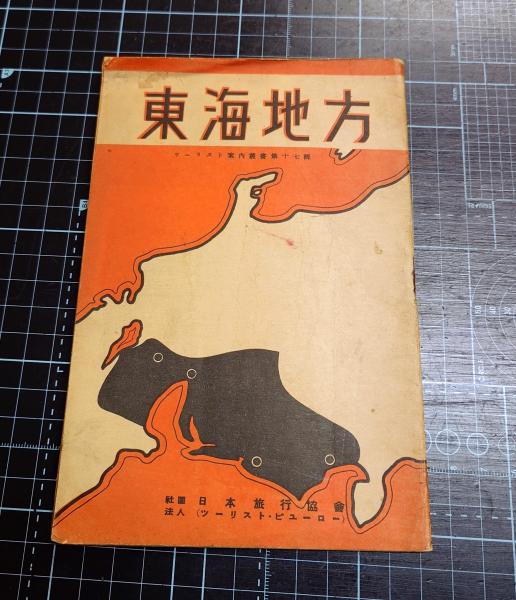 東海地方
ツーリスト案内叢書第十七輯
社團 日本旅行協會
法人 (ツーリスト・ビユーロー)